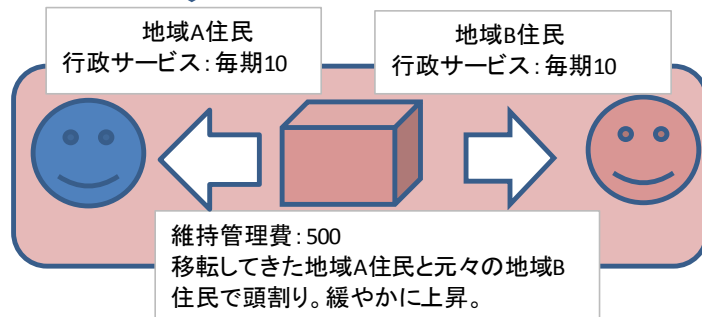 地域A住民
行政サービス：毎期10
地域B住民
行政サービス：毎期10
維持管理費：500
移転してきた地域A住民と元々の地域B
住民で頭割り。緩やかに上昇。